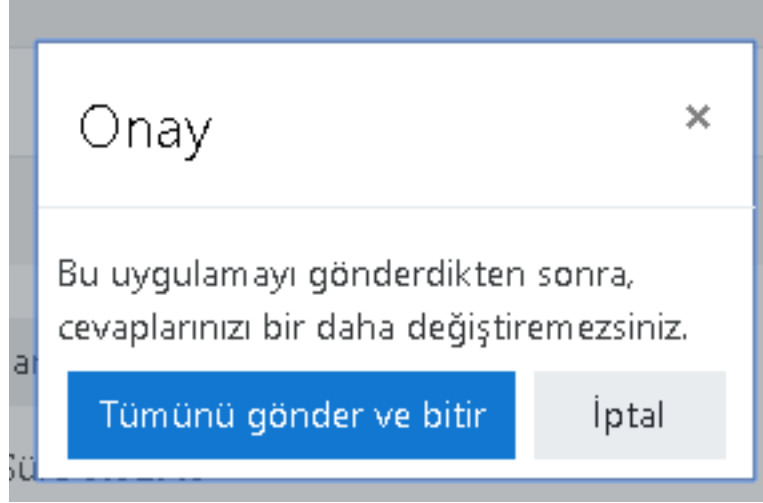 Onay
×
Bu uygulamayı gönderdikten sonra,
cevaplarınızı bir daha değiştiremezsiniz.
Tümünü gönder ve bitir İptal